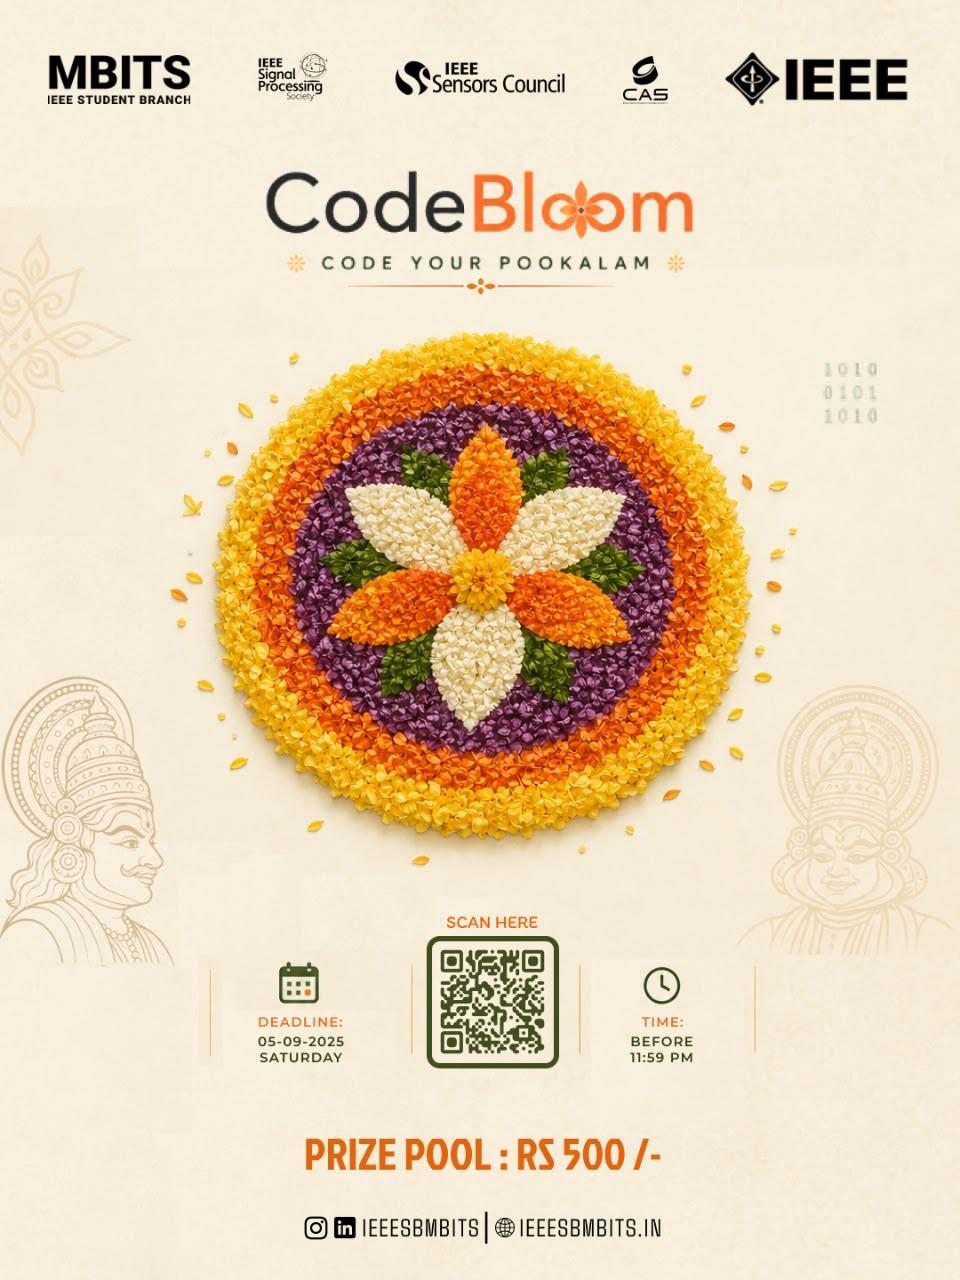 MBITS
IEEE STUDENT BRANCH
IEEE
Signal
Processing
Society
IEEE
Sensors Council
CAS
IEEE
CodeBloom
CODE YOUR POOKALAM
1010
0101
1010
SCAN HERE
DEADLINE:
05-09-2025
SATURDAY
TIME:
BEFORE
11:59 PM
PRIZE POOL : RS 500 /-
IEEESBMBITS | IEEESBMBITS.IN